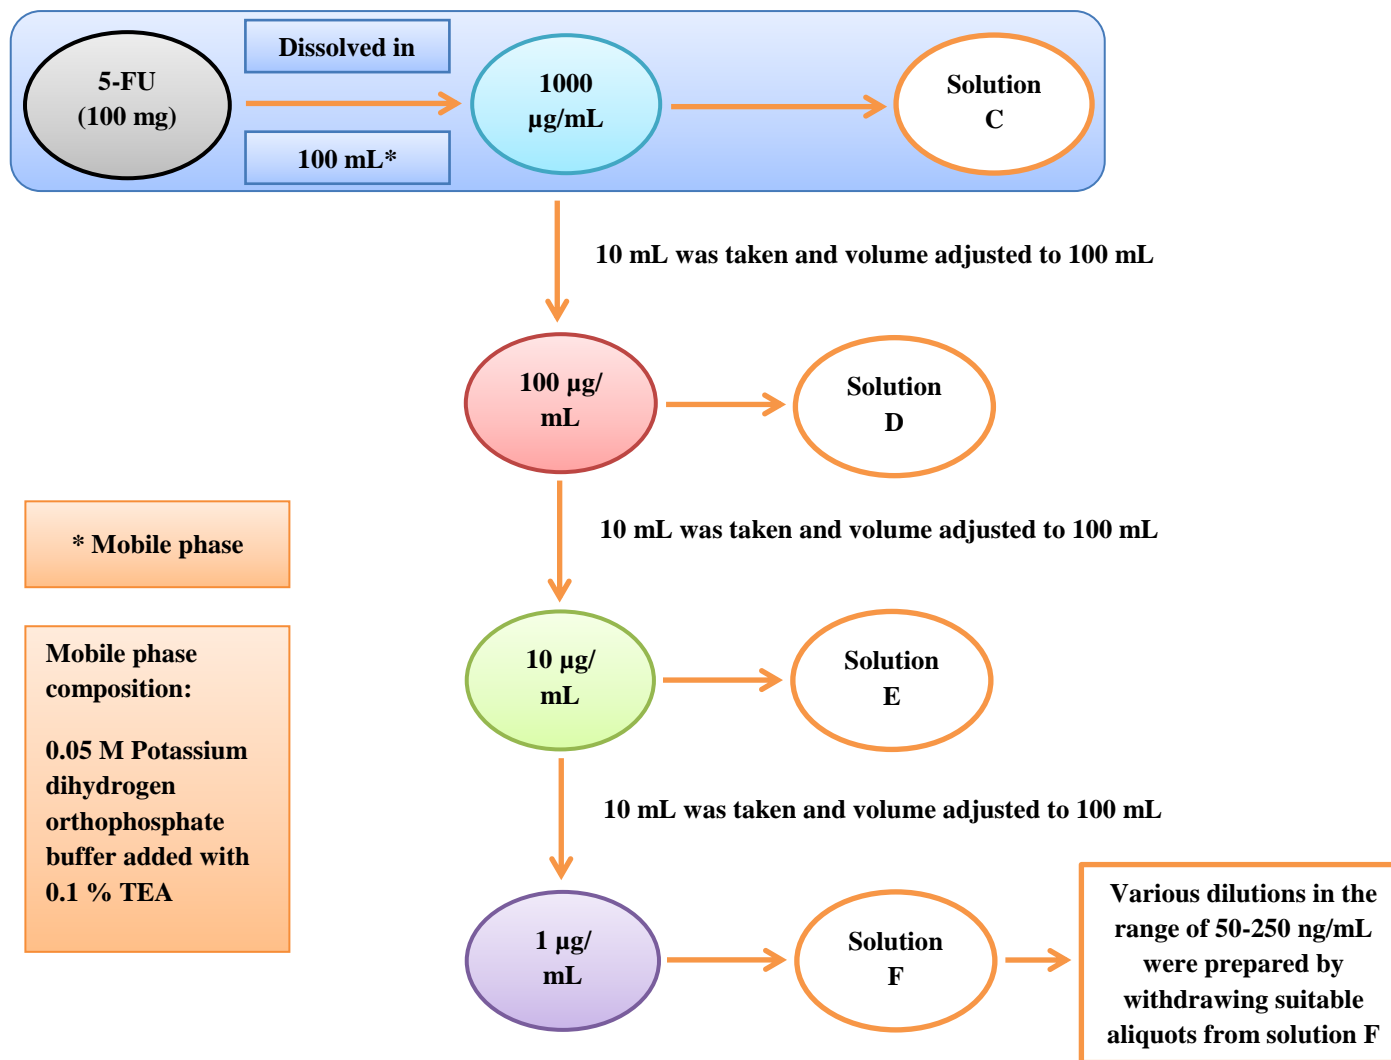 5-FU
(100 mg)
Dissolved in
100 mL*
1000
µg/mL
Solution
C
10 mL was taken and volume adjusted to 100 mL
100 µg/
mL
Solution
D
10 mL was taken and volume adjusted to 100 mL
* Mobile phase
10 µg/
mL
Solution
E
Mobile phase
composition:
0.05 M Potassium
dihydrogen
orthophosphate
buffer added with
0.1 % TEA
10 mL was taken and volume adjusted to 100 mL
1 µg/
mL
Solution
F
Various dilutions in the
range of 50-250 ng/mL
were prepared by
withdrawing suitable
aliquots from solution F